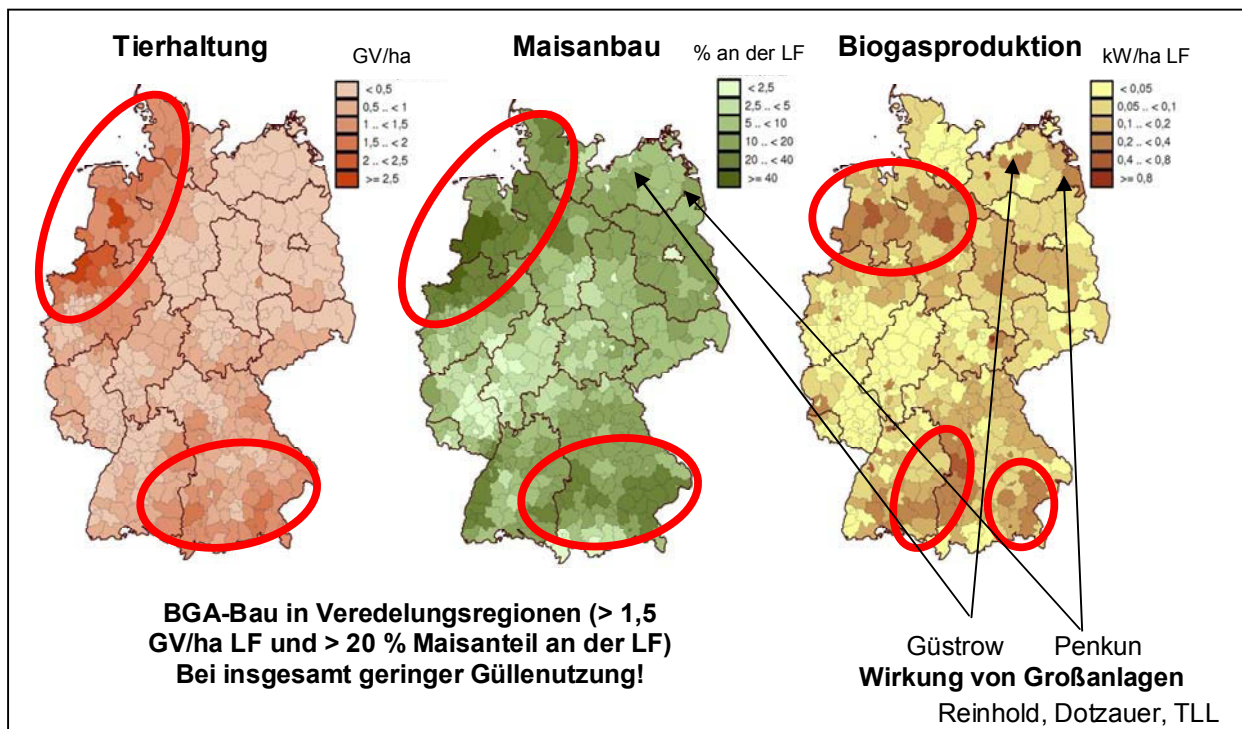 Tierhaltung
GV/ha
< 0,5
0,5 .. < 1
1 .. < 1,5
1,5 .. < 2
2 .. < 2,5
>= 2,5
Maisanbau
% an der LF
< 2,5
2,5 .. < 5
5 .. < 10
10 .. < 20
20 .. < 40
>= 40
Biogasproduktion
kW/ha LF
< 0,05
0,05 .. < 0,1
0,1 .. < 0,2
0,2 .. < 0,4
0,4 .. < 0,8
>= 0,8
BGA-Bau in Veredelungsregionen (> 1,5
GV/ha LF und > 20 % Maisanteil an der LF)
Bei insgesamt geringer Güllenutzung!
Güstrow Penkun
Wirkung von Großanlagen
Reinhold, Dotzauer, TLL